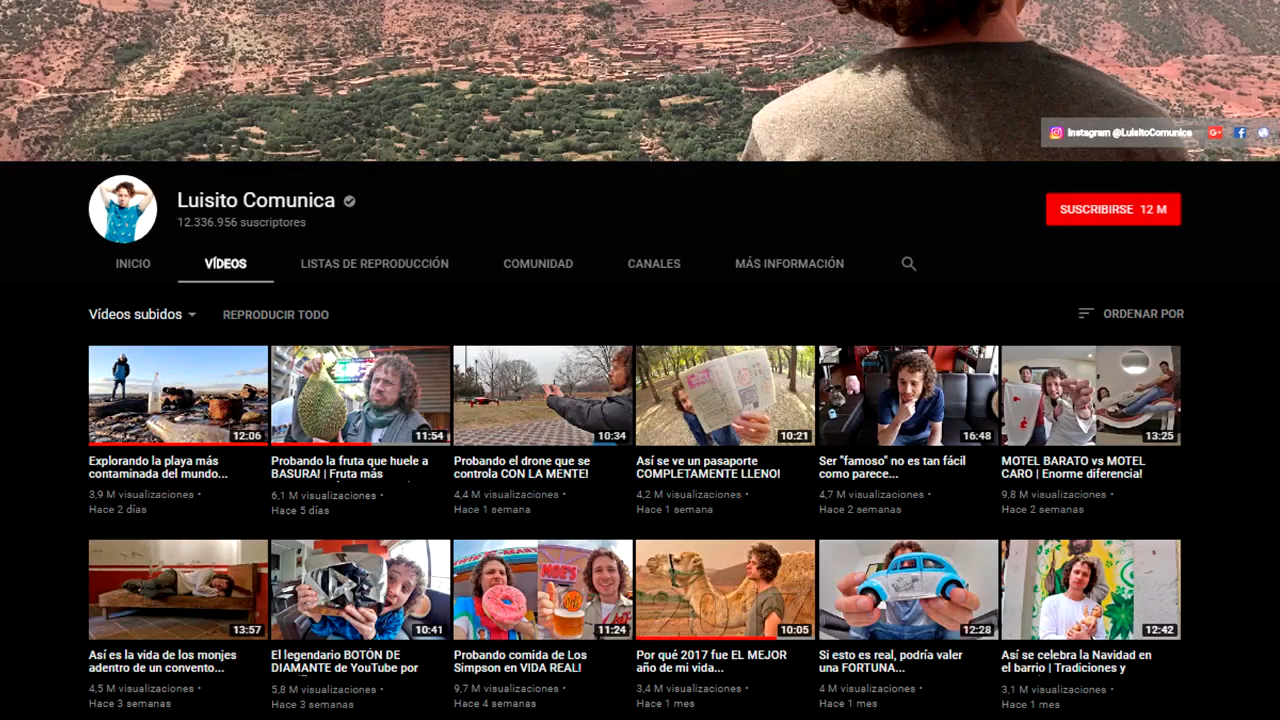 Instagram @LuisitoComunica
Luisito Comunica
12.336.956 suscriptores
SUSCRIBIRSE 12 M
INICIO VÍDEOS LISTAS DE REPRODUCCIÓN COMUNIDAD CANALES MÁS INFORMACIÓN
Vídeos subidos REPRODUCIR TODO ORDENAR POR
12:06 11:54 10:34 10:21 16:48 13:25
Explorando la playa más
contaminada del mundo...
3,9 M visualizaciones •
Hace 2 días
Probando la fruta que huele a
BASURA! | Fruta más
6,1 M visualizaciones •
Hace 5 días
Probando el drone que se
controla CON LA MENTE!
4,4 M visualizaciones •
Hace 1 semana
Así se ve un pasaporte
COMPLETAMENTE LLENO!
4,2 M visualizaciones •
Hace 1 semana
Ser "famoso" no es tan fácil
como parece...
4,7 M visualizaciones •
Hace 2 semanas
MOTEL BARATO vs MOTEL
CARO | Enorme diferencia!
9,8 M visualizaciones •
Hace 2 semanas
2017
13:57 10:41 11:24 10:05 12:28 12:42
Así es la vida de los monjes
adentro de un convento...
4,5 M visualizaciones •
Hace 3 semanas
El legendario BOTÓN DE
DIAMANTE de YouTube por
5,8 M visualizaciones •
Hace 3 semanas
Probando comida de Los
Simpson en VIDA REAL!
9,7 M visualizaciones •
Hace 4 semanas
Por qué 2017 fue EL MEJOR
año de mi vida...
3,4 M visualizaciones •
Hace 1 mes
Si esto es real, podría valer
una FORTUNA...
4 M visualizaciones •
Hace 1 mes
Así se celebra la Navidad en
el barrio | Tradiciones y
3,1 M visualizaciones •
Hace 1 mes